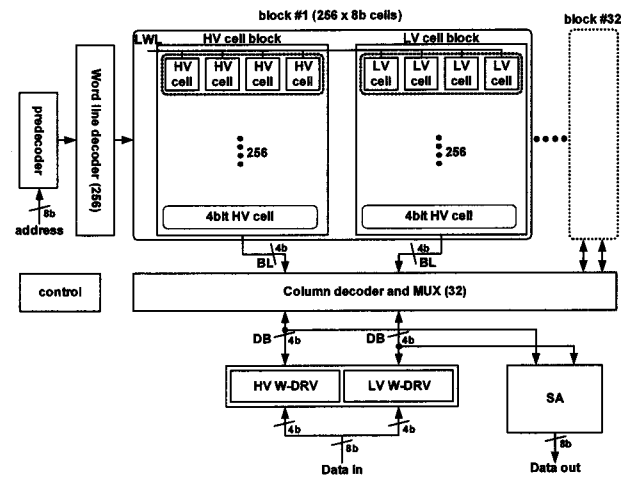 block #1 (256 x 8b cells)
block #32
HV cell block
LV cell block
LWL
HV cell
HV cell
HV cell
HV cell
LV cell
LV cell
LV cell
LV cell
predecoder
Word line decoder (256)
256
256
8b
address
4bit HV cell
4bit HV cell
4b
BL
4b
BL
control
Column decoder and MUX (32)
DB
4b
DB
4b
HV W-DRV
LV W-DRV
SA
4b
4b
8b
Data in
8b
Data out